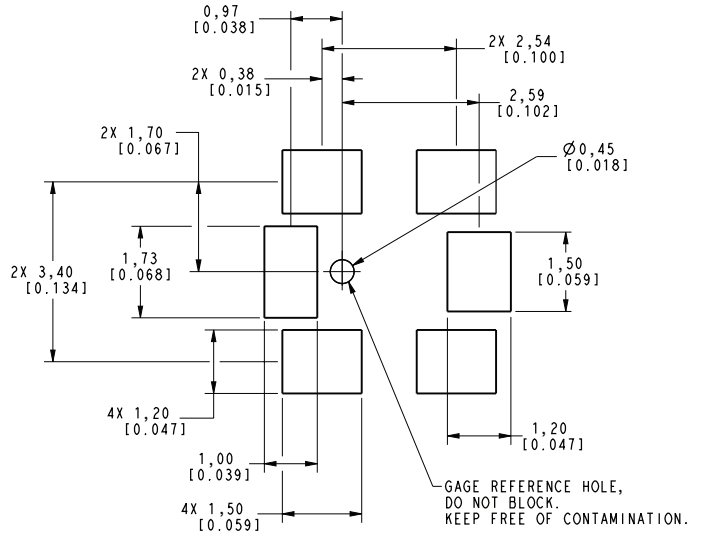 0,97
[0.038]
2X 2,54
[0.100]
2X 0,38
[0.015]
2,59
[0.102]
2X 1,70
[0.067]
Ø0,45
[0.018]
1,73
[0.068]
2X 3,40
[0.134]
1,50
[0.059]
4X 1,20
[0.047]
1,20
[0.047]
1,00
[0.039]
4X 1,50
[0.059]
GAGE REFERENCE HOLE,
DO NOT BLOCK.
KEEP FREE OF CONTAMINATION.